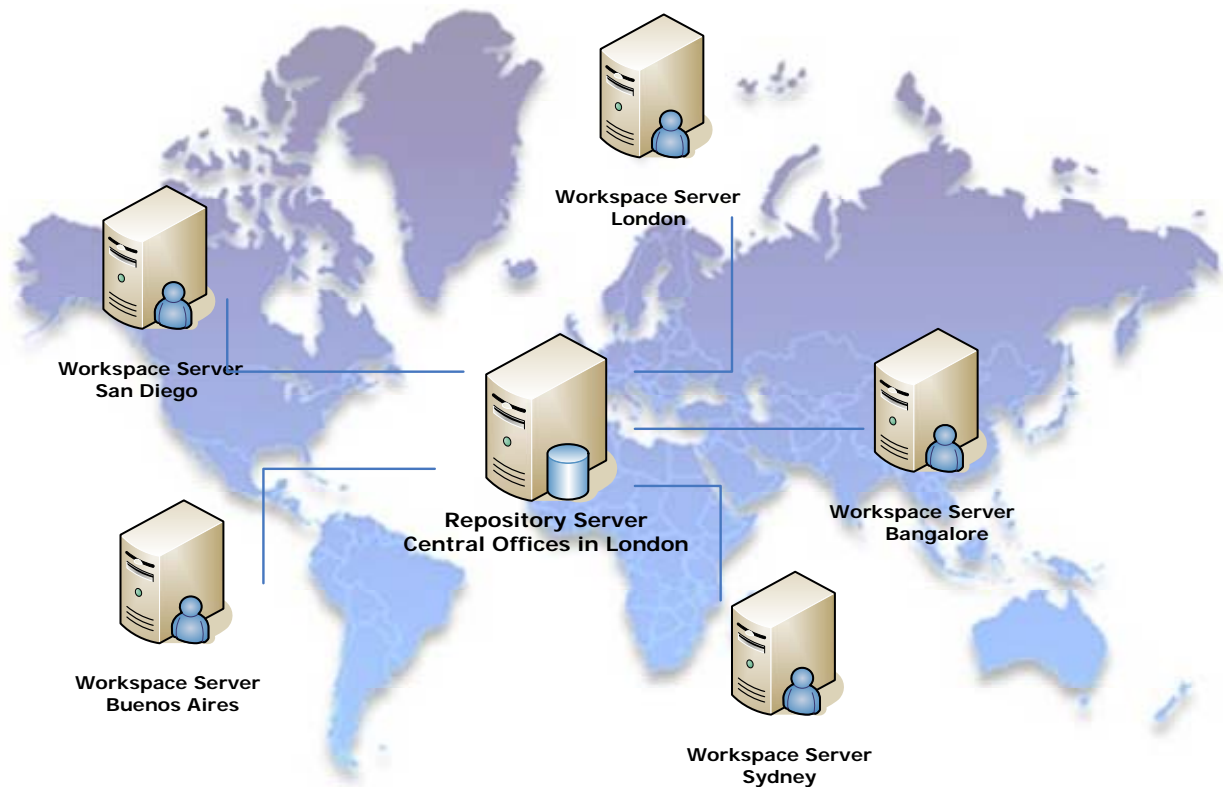 Workspace Server
London
Workspace Server
San Diego
Repository Server
Central Offices in London
Workspace Server
Bangalore
Workspace Server
Buenos Aires
Workspace Server
Sydney